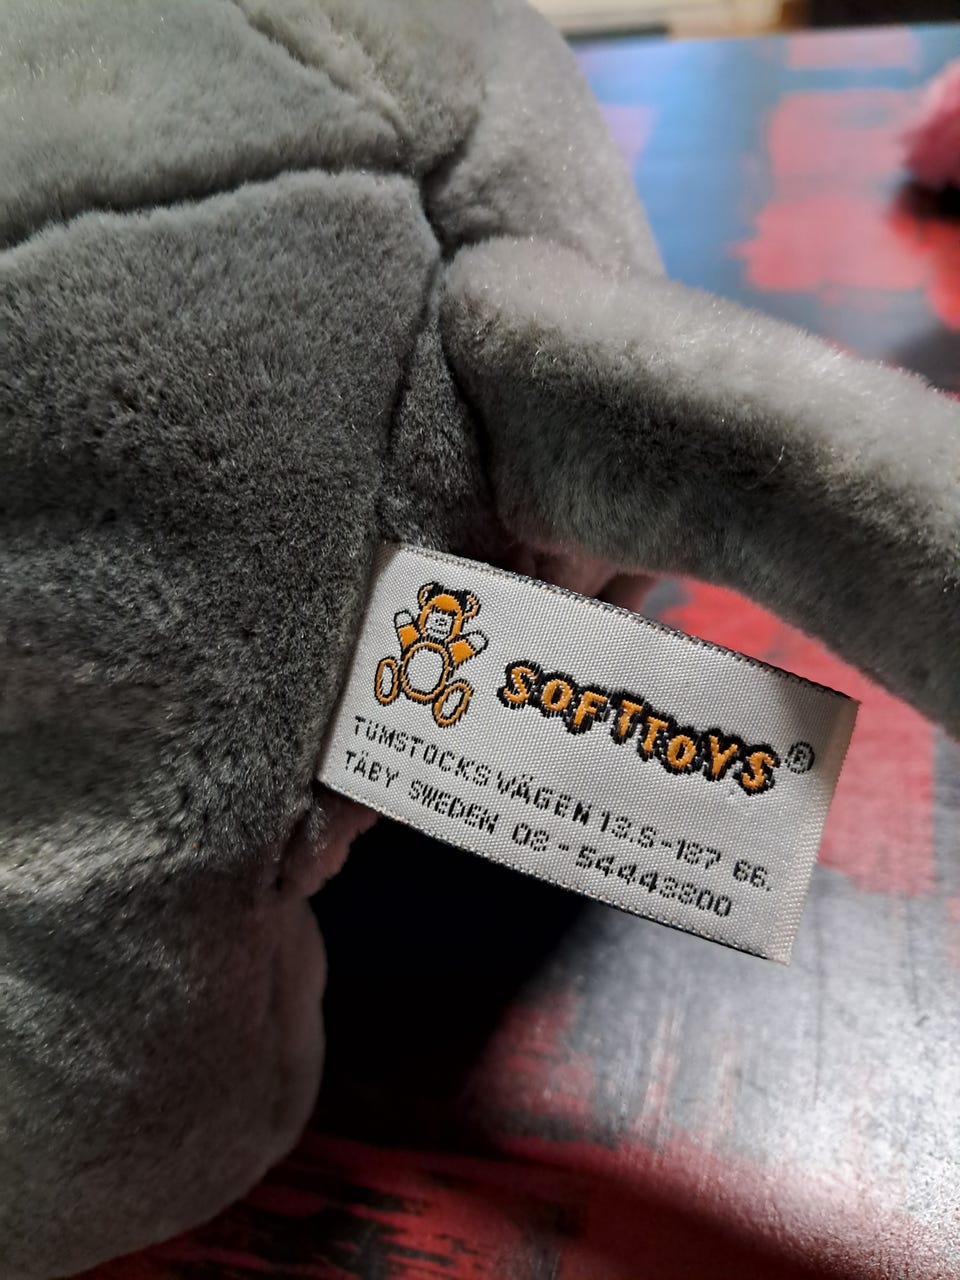 SOFTTOYS®
TUMSTOCKSVÄGEN 13.S-187 66.
TÄBY SWEDEN 08-54443800